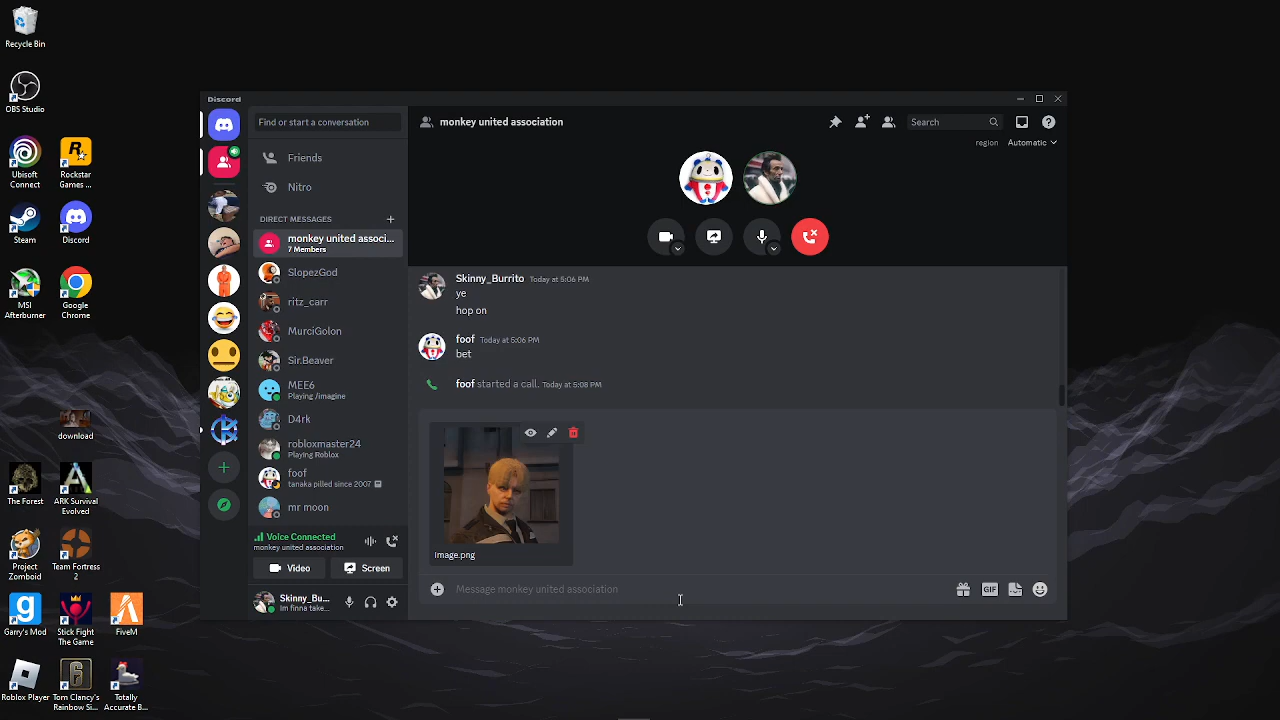 Recycle Bin
OBS Studio
Ubisoft
Connect
Rockstar
Games ...
Steam
Discord
MSI
Afterburner
Google
Chrome
download
The Forest
ARK Survival
Evolved
Project
Zomboid
Team Fortress
2
Garry's Mod
Stick Fight
The Game
FiveM
Roblox Player
Tom Clancy's
Rainbow Si...
Totally
Accurate B...
Discord
Find or start a conversation
Friends
Nitro
DIRECT MESSAGES
monkey united associ...
7 Members
SlopezGod
ritz_carr
MurciGolon
Sir.Beaver
MEE6
Playing /imagine
D4rk
robloxmaster24
Playing Roblox
foof
tanaka pilled since 2007
mr moon
Voice Connected
monkey united association
Video
Screen
Skinny_Bu...
Im finna take...
monkey united association
Search
region
Automatic
Skinny_Burrito Today at 5:06 PM
ye
hop on
foof Today at 5:06 PM
bet
foof started a call. Today at 5:08 PM
image.png
Message monkey united association
GIF